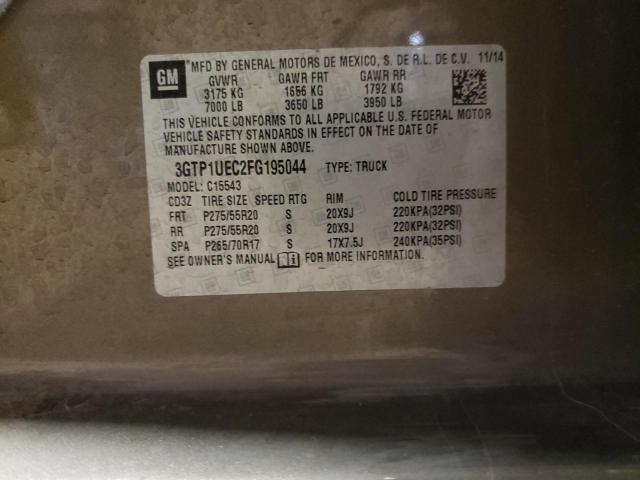 GM
MFD BY GENERAL MOTORS DE MEXICO, S. DE R.L. DE C.V. 11/14
GVWR GAWR FRT GAWR RR
3175 KG 1656 KG 1792 KG
7000 LB 3650 LB 3950 LB
THIS VEHICLE CONFORMS TO ALL APPLICABLE U.S. FEDERAL MOTOR
VEHICLE SAFETY STANDARDS IN EFFECT ON THE DATE OF
MANUFACTURE SHOWN ABOVE.
3GTP1UEC2FG195044 TYPE: TRUCK
MODEL: C15543
CD3Z TIRE SIZE SPEED RTG RIM COLD TIRE PRESSURE
FRT P275/55R20 S 20X9J 220KPA(32PSI)
RR P275/55R20 S 20X9J 220KPA(32PSI)
SPA P265/70R17 S 17X7.5J 240KPA(35PSI)
SEE OWNER'S MANUAL FOR MORE INFORMATION.